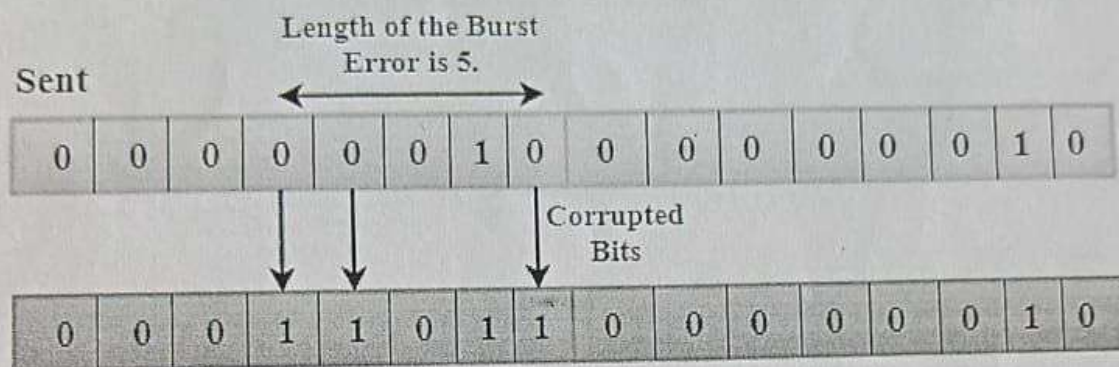 Length of the Burst
Error is 5.
Sent
0 0 0 0 0 0 1 0 0 0 0 0 0 0 1 0
Corrupted
Bits
0 0 0 1 1 0 1 1 0 0 0 0 0 0 1 0